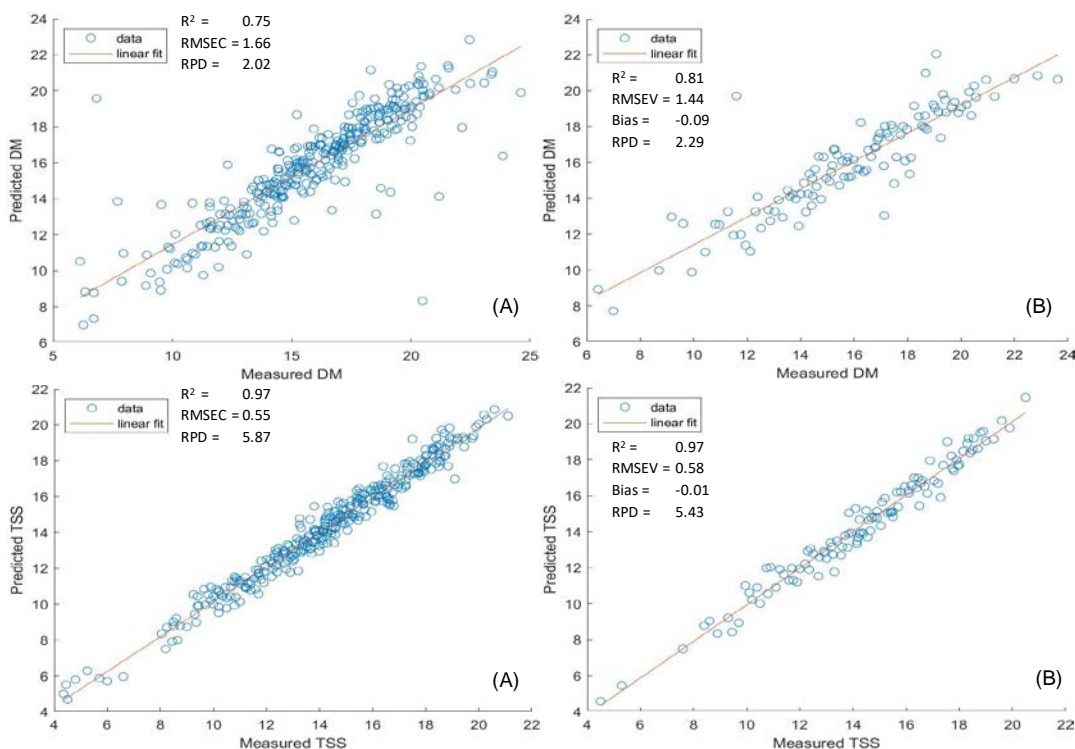 R² = 0.75
RMSEC = 1.66
RPD = 2.02
data
linear fit
24
22
20
18
16
14
12
10
8
6
5
10
15
20
25
Predicted DM
Measured DM
(A)
data
linear fit
R² = 0.81
RMSEV = 1.44
Bias = -0.09
RPD = 2.29
24
22
20
18
16
14
12
10
8
6
6
8
10
12
14
16
18
20
22
24
Predicted DM
Measured DM
(B)
R² = 0.97
RMSEC = 0.55
RPD = 5.87
data
linear fit
22
20
18
16
14
12
10
8
6
4
4
6
8
10
12
14
16
18
20
22
Predicted TSS
Measured TSS
(A)
data
linear fit
R² = 0.97
RMSEV = 0.58
Bias = -0.01
RPD = 5.43
22
20
18
16
14
12
10
8
6
4
4
6
8
10
12
14
16
18
20
22
Predicted TSS
Measured TSS
(B)